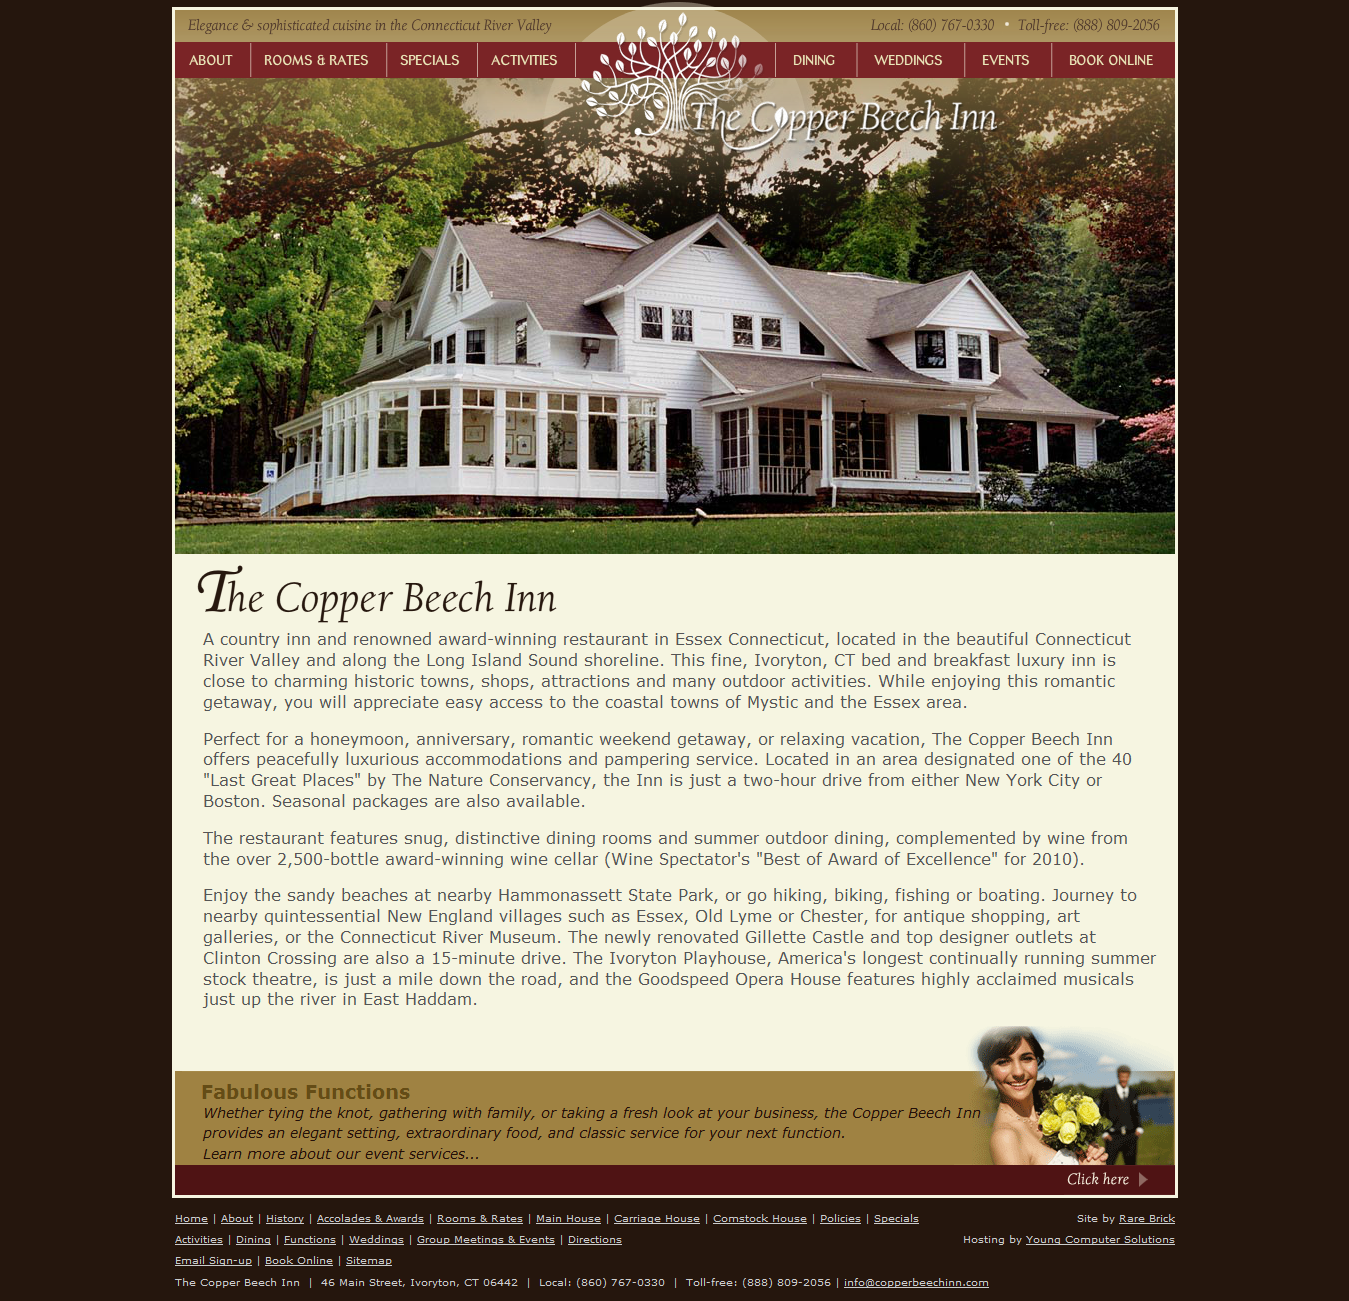 Elegance & sophisticated cuisine in the Connecticut River Valley
Local: (860) 767-0330 • Toll-free: (888) 809-2056
ABOUT ROOMS & RATES SPECIALS ACTIVITIES DINING WEDDINGS EVENTS BOOK ONLINE
The Copper Beech Inn
The Copper Beech Inn
A country inn and renowned award-winning restaurant in Essex Connecticut, located in the beautiful Connecticut
River Valley and along the Long Island Sound shoreline. This fine, Ivoryton, CT bed and breakfast luxury inn is
close to charming historic towns, shops, attractions and many outdoor activities. While enjoying this romantic
getaway, you will appreciate easy access to the coastal towns of Mystic and the Essex area.
Perfect for a honeymoon, anniversary, romantic weekend getaway, or relaxing vacation, The Copper Beech Inn
offers peacefully luxurious accommodations and pampering service. Located in an area designated one of the 40
"Last Great Places" by The Nature Conservancy, the Inn is just a two-hour drive from either New York City or
Boston. Seasonal packages are also available.
The restaurant features snug, distinctive dining rooms and summer outdoor dining, complemented by wine from
the over 2,500-bottle award-winning wine cellar (Wine Spectator's "Best of Award of Excellence" for 2010).
Enjoy the sandy beaches at nearby Hammonassett State Park, or go hiking, biking, fishing or boating. Journey to
nearby quintessential New England villages such as Essex, Old Lyme or Chester, for antique shopping, art
galleries, or the Connecticut River Museum. The newly renovated Gillette Castle and top designer outlets at
Clinton Crossing are also a 15-minute drive. The Ivoryton Playhouse, America's longest continually running summer
stock theatre, is just a mile down the road, and the Goodspeed Opera House features highly acclaimed musicals
just up the river in East Haddam.
Fabulous Functions
Whether tying the knot, gathering with family, or taking a fresh look at your business, the Copper Beech Inn
provides an elegant setting, extraordinary food, and classic service for your next function.
Learn more about our event services...
Click here
Home | About | History | Accolades & Awards | Rooms & Rates | Main House | Carriage House | Comstock House | Policies | Specials
Site by Rare Brick
Activities | Dining | Functions | Weddings | Group Meetings & Events | Directions
Hosting by Young Computer Solutions
Email Sign-up | Book Online | Sitemap
The Copper Beech Inn | 46 Main Street, Ivoryton, CT 06442 | Local: (860) 767-0330 | Toll-free: (888) 809-2056 | info@copperbeechinn.com